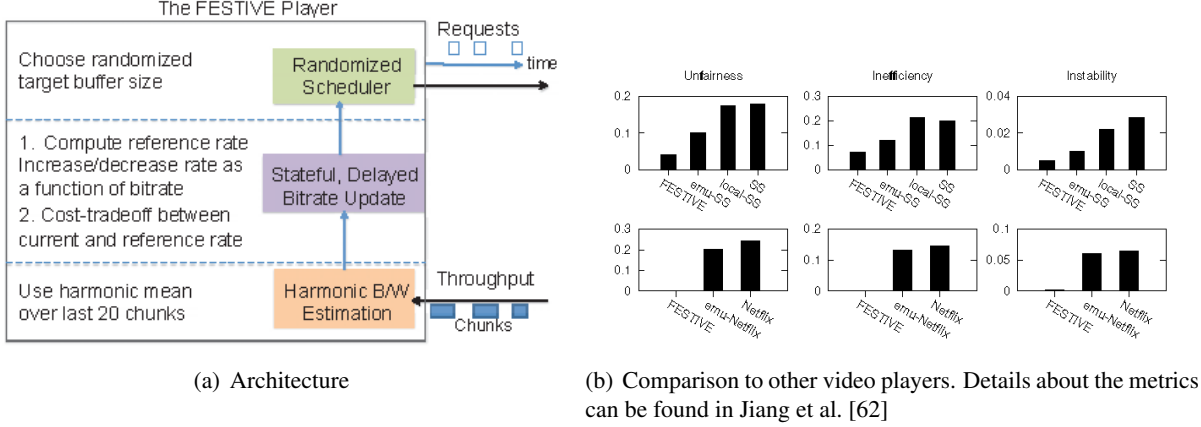 The FESTIVE Player
Choose randomized
target buffer size
Randomized
Scheduler
Requests
time
1. Compute reference rate
Increase/decrease rate as
a function of bitrate
2. Cost-tradeoff between
current and reference rate
Stateful, Delayed
Bitrate Update
Use harmonic mean
over last 20 chunks
Harmonic B/W
Estimation
Throughput
Chunks
(a) Architecture
Unfairness
0.2
0.1
0
FESTIVE
emu-SS
local-SS
SS
Inefficiency
0.3
0.2
0.1
0
FESTIVE
emu-SS
local-SS
SS
Instability
0.04
0.02
0
FESTIVE
emu-SS
local-SS
SS
0.3
0.2
0.1
0
FESTIVE
emu-Netflix
Netflix
0.3
0.2
0.1
0
FESTIVE
emu-Netflix
Netflix
0.1
0.05
0
FESTIVE
emu-Netflix
Netflix
(b) Comparison to other video players. Details about the metrics
can be found in Jiang et al. [62]